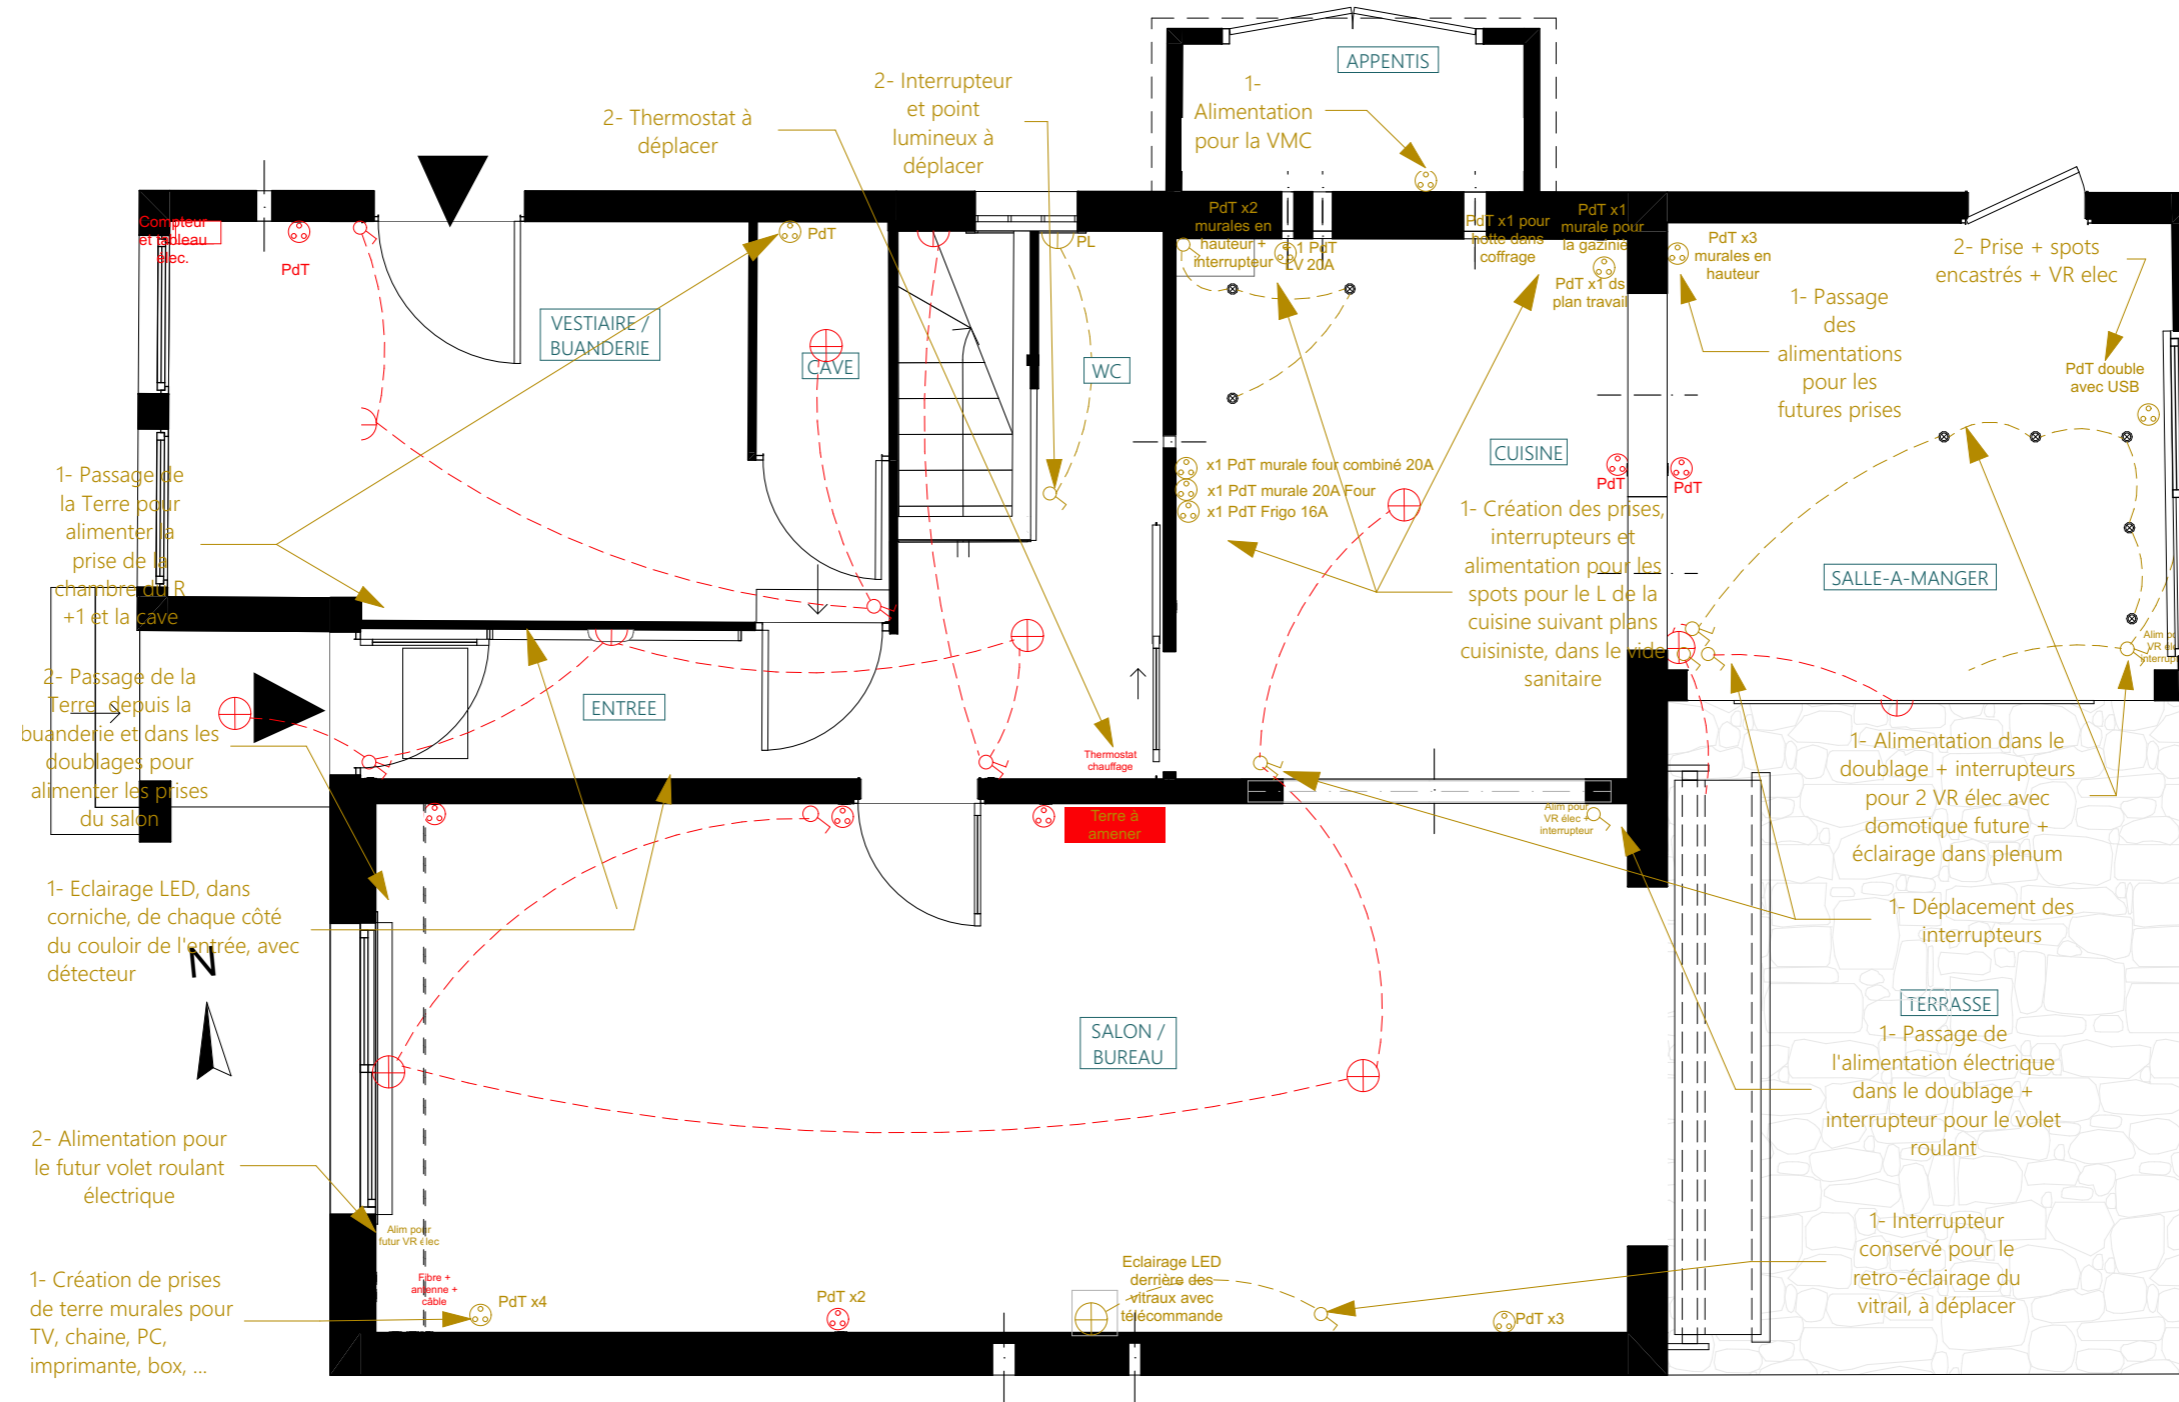 APPENTIS
2- Interrupteur
et point
lumineux à
déplacer
1-
Alimentation
pour la VMC
2- Thermostat à
déplacer
Compteur
et tableau
élec.
PdT
PdT
PL
PdT x2
murales en
hauteur +
interrupteur
x1 PdT
LV 20A
PdT x1 pour
hotte dans
coffrage
PdT x1
murale pour
la gaziniè
PdT x1 ds
plan travail
PdT x3
murales en
hauteur
2- Prise + spots
encastrés + VR elec
1- Passage
des
alimentations
pour les
futures prises
PdT double
avec USB
VESTIAIRE /
BUANDERIE
CAVE
WC
CUISINE
x1 PdT murale four combiné 20A
x1 PdT murale 20A Four
x1 PdT Frigo 16A
PdT
PdT
1- Passage de
la Terre pour
alimenter la
prise de la
chambre du R
+1 et la cave
1- Création des prises,
interrupteurs et
alimentation pour les
spots pour le L de la
cuisine suivant plans
cuisiniste, dans le vide
sanitaire
SALLE-A-MANGER
Alim po
VR éle
interrup
2- Passage de la
Terre, depuis la
buanderie et dans les
doublages pour
alimenter les prises
du salon
ENTREE
Thermostat
chauffage
Terre à
amener
Alim pour
VR élec +
interrupteur
1- Alimentation dans le
doublage + interrupteurs
pour 2 VR élec avec
domotique future +
éclairage dans plenum
1- Eclairage LED, dans
corniche, de chaque côté
du couloir de l'entrée, avec
détecteur
N
1- Déplacement des
interrupteurs
SALON /
BUREAU
TERRASSE
1- Passage de
l'alimentation électrique
dans le doublage +
interrupteur pour le volet
roulant
2- Alimentation pour
le futur volet roulant
électrique
Alim pour
futur VR élec
1- Interrupteur
conservé pour le
retro-éclairage du
vitrail, à déplacer
1- Création de prises
de terre murales pour
TV, chaine, PC,
imprimante, box, ...
Fibre +
antenne +
câble
PdT x4
PdT x2
Eclairage LED
derrière des
vitraux avec
télécommande
PdT x3